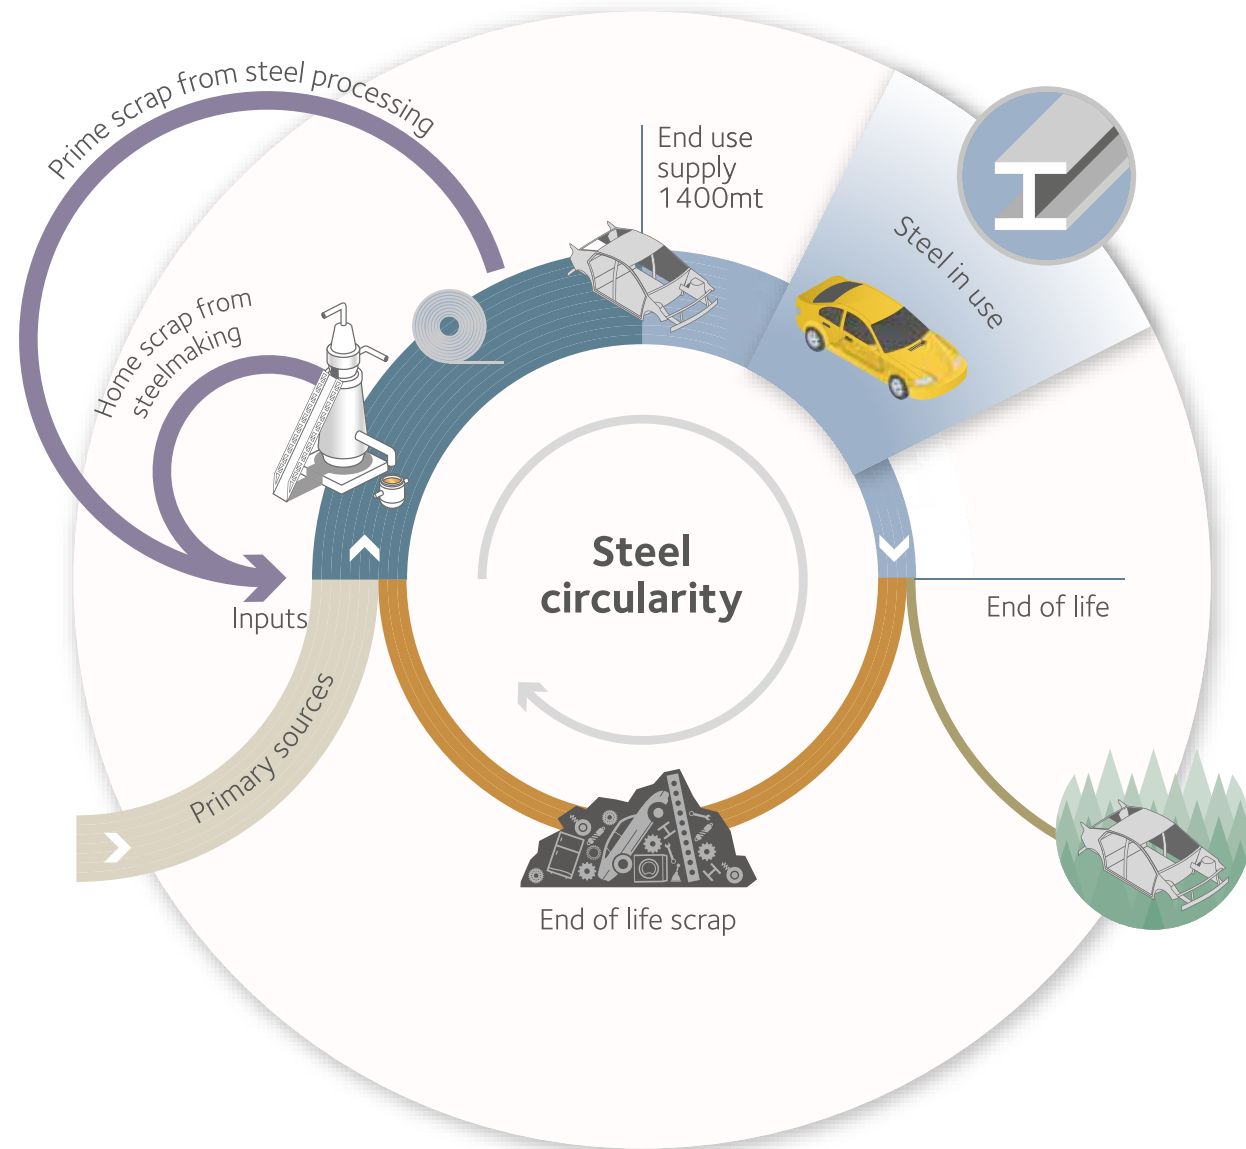 Prime scrap from steel processing
End use
supply
1400mt
Steel in use
Home scrap from
steelmaking
Steel
circularity
Inputs
End of life
Primary sources
End of life scrap